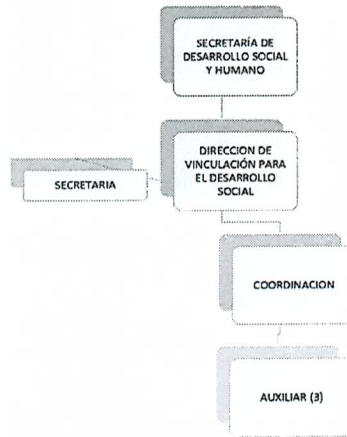 SECRETARÍA DE
DESARROLLO SOCIAL
Y HUMANO
DIRECCION DE
VINCULACIÓN PARA
EL DESARROLLO
SOCIAL
SECRETARIA
COORDINACION
AUXILIAR (3)